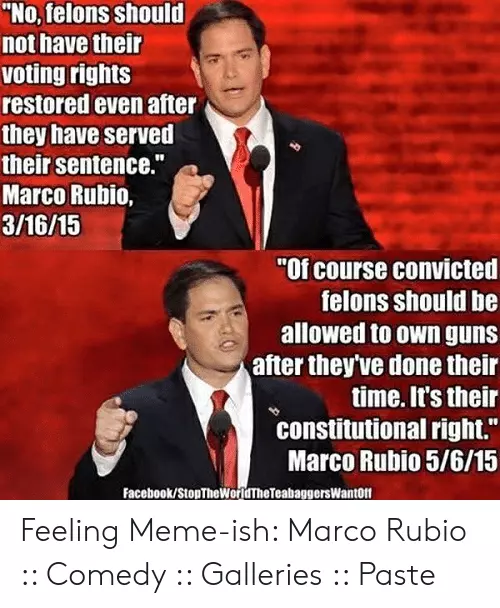 "No, felons should
not have their
voting rights
restored even after
they have served
their sentence."
Marco Rubio,
3/16/15
"Of course convicted
felons should be
allowed to own guns
after they've done their
time. It's their
constitutional right."
Marco Rubio 5/6/15
Facebook/StopTheWorldTheTeabaggersWantOff
Feeling Meme-ish: Marco Rubio
:: Comedy :: Galleries :: Paste